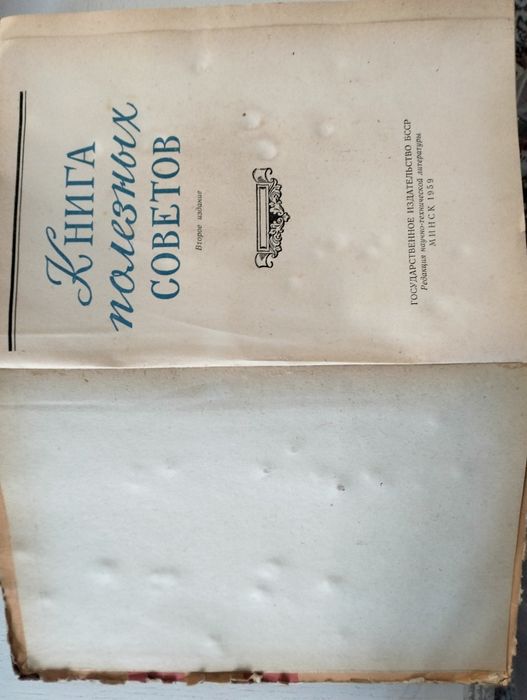 Книга
полезных
СОВЕТОВ
Второе издание
ГОСУДАРСТВЕННОЕ ИЗДАТЕЛЬСТВО БССР
Редакция научно-технической литературы
МИНСК 1959